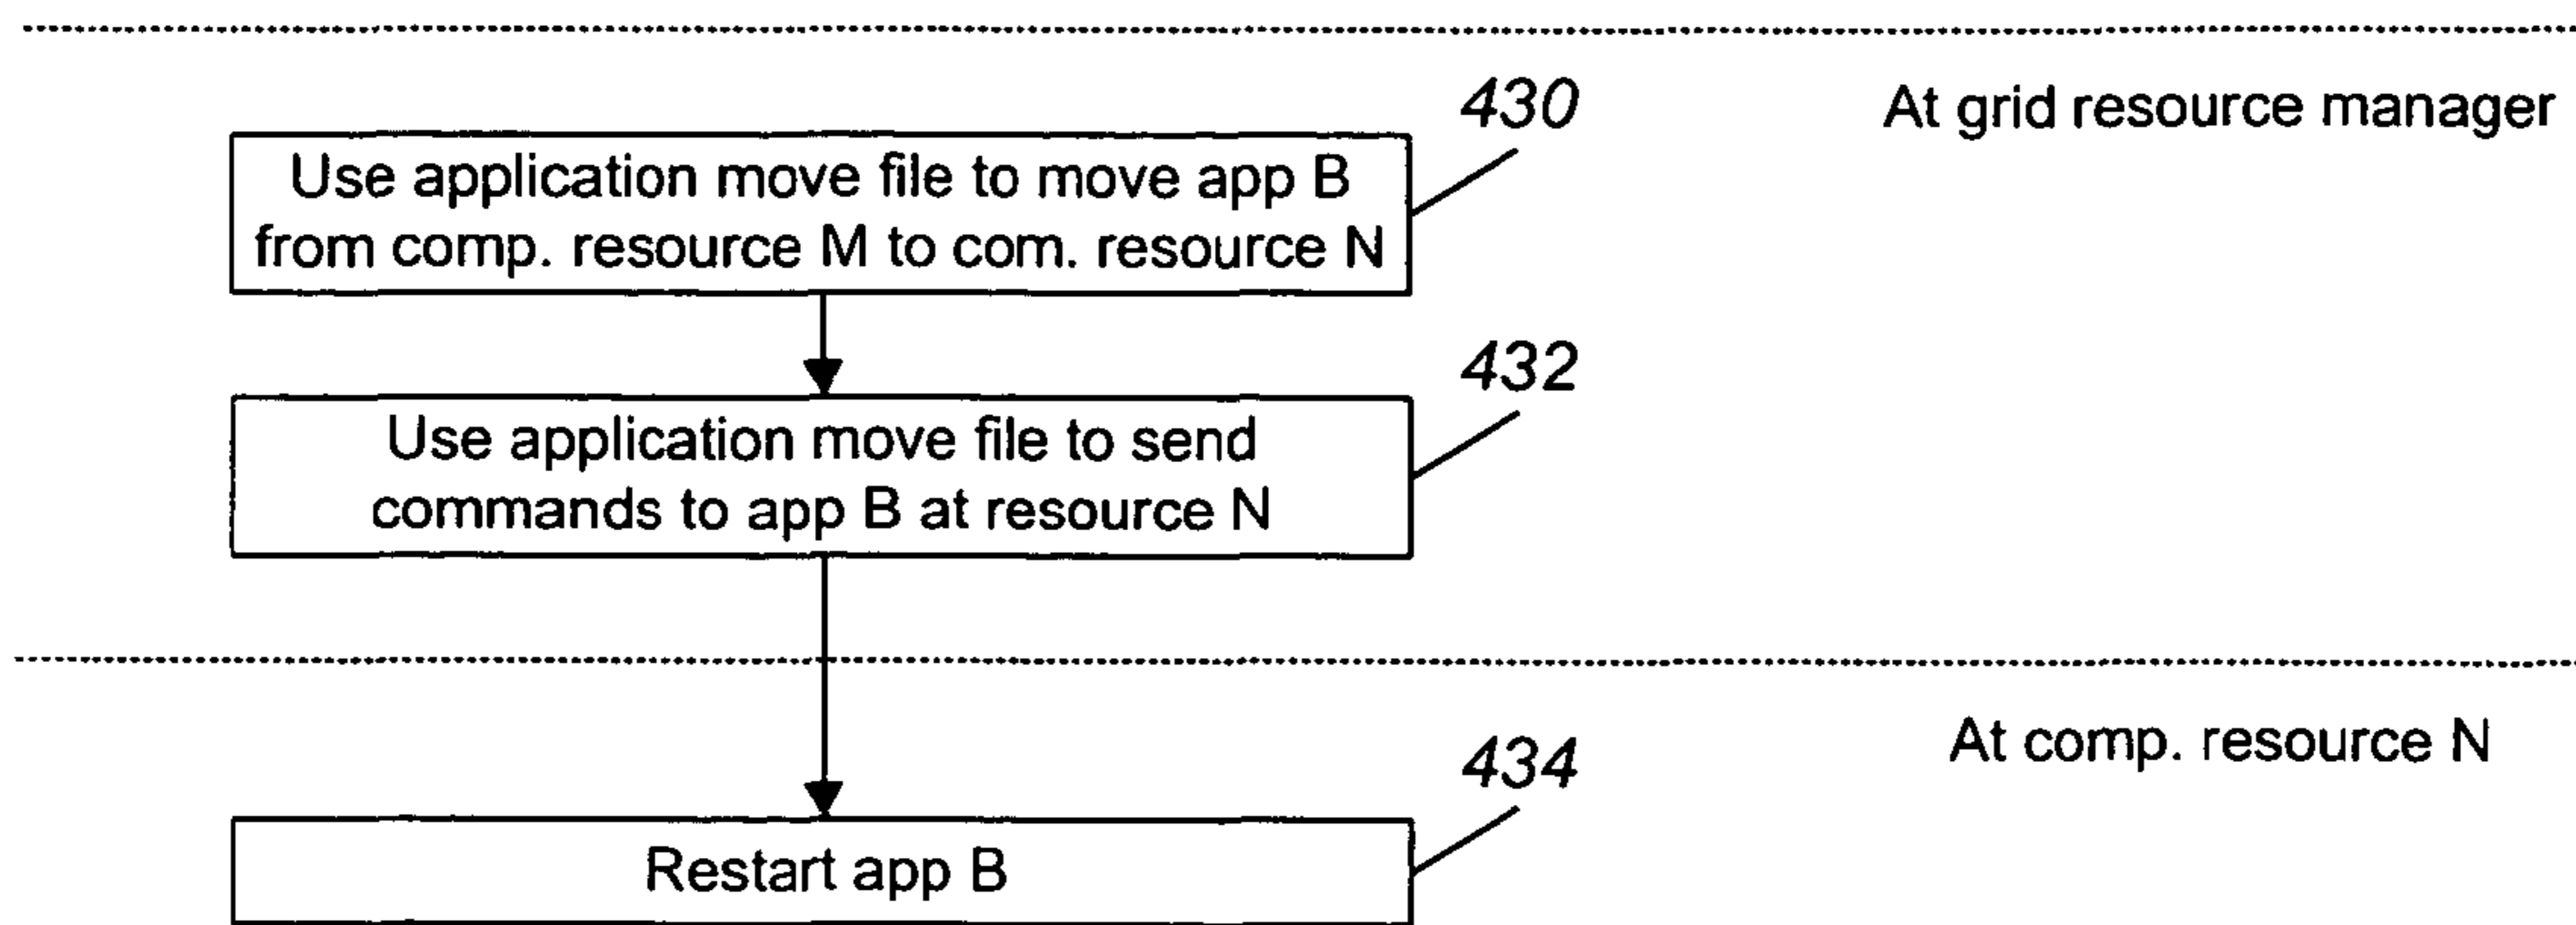 430
At grid resource manager
Use application move file to move app B
from comp. resource M to com. resource N
432
Use application move file to send
commands to app B at resource N
At comp. resource N
434
Restart app B